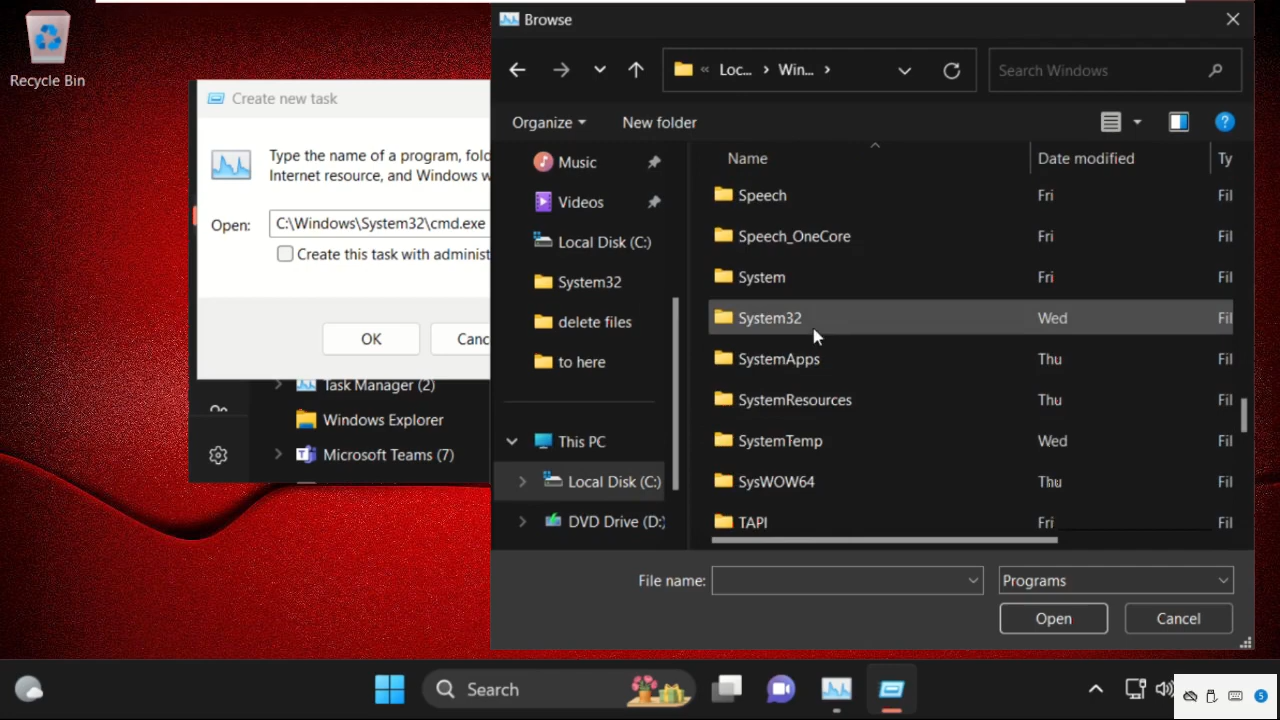 Recycle Bin
Create new task
Type the name of a program, fold
Internet resource, and Windows w
Open:
C:\Windows\System32\cmd.exe
Create this task with administ
OK
Canc
Task Manager (2)
Windows Explorer
Microsoft Teams (7)
Browse
« Loc... › Win... ›
Search Windows
Organize
New folder
Music
Videos
Local Disk (C:)
System32
delete files
to here
This PC
Local Disk (C:)
DVD Drive (D:)
Name Date modified Ty
Speech Fri Fil
Speech_OneCore Fri Fil
System Fri Fil
System32 Wed Fil
SystemApps Thu Fil
SystemResources Thu Fil
SystemTemp Wed Fil
SysWOW64 Thu Fil
TAPI Fri Fil
File name:
Programs
Open
Cancel
Search
5